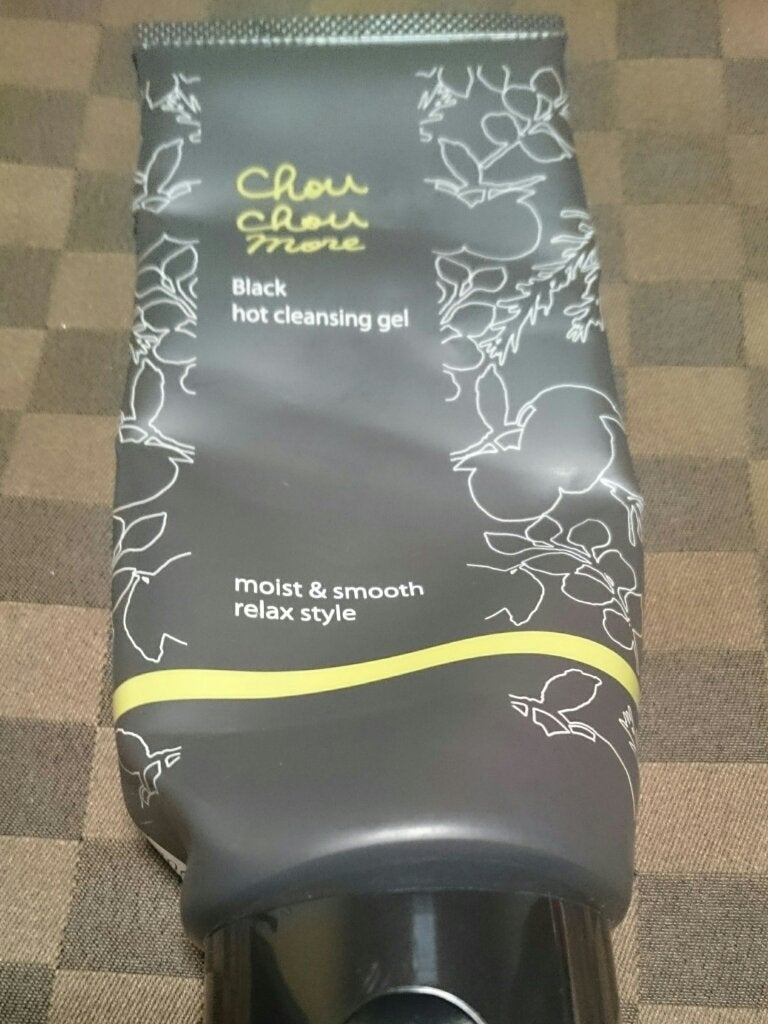 Chou
Chou
more
Black
hot cleansing gel
moist & smooth
relax style